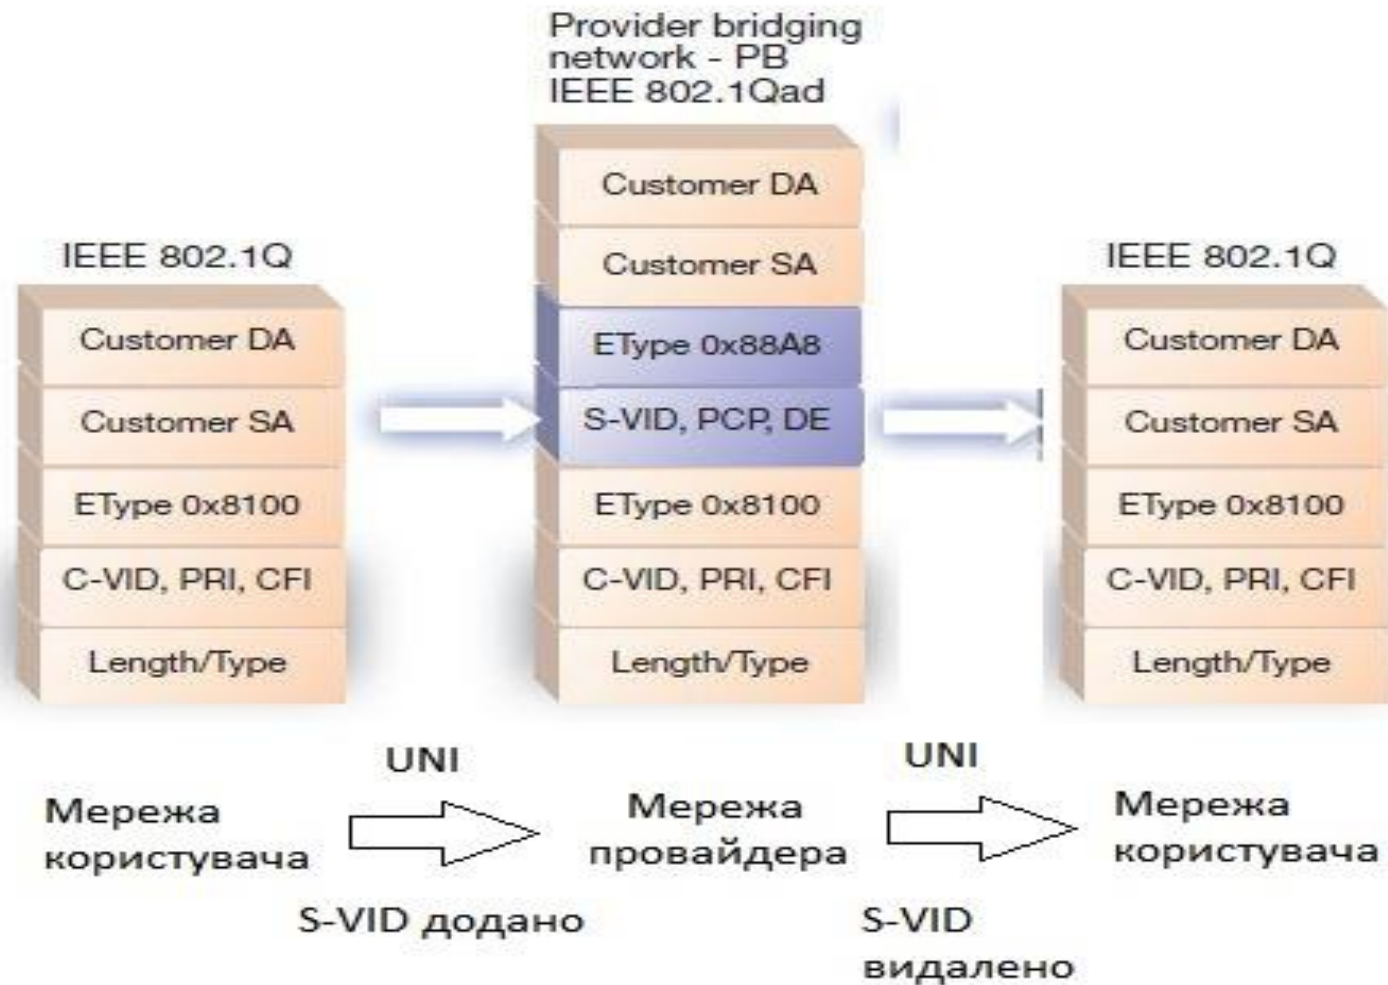 Provider bridging
network - PB
IEEE 802.1Qad
IEEE 802.1Q
Customer DA
Customer SA
EType 0x8100
C-VID, PRI, CFI
Length/Type
Customer DA
Customer SA
EType 0x88A8
S-VID, PCP, DE
EType 0x8100
C-VID, PRI, CFI
Length/Type
IEEE 802.1Q
Customer DA
Customer SA
EType 0x8100
C-VID, PRI, CFI
Length/Type
Мережа
користувача
UNI
S-VID додано
Мережа
провайдера
UNI
S-VID
видалено
Мережа
користувача